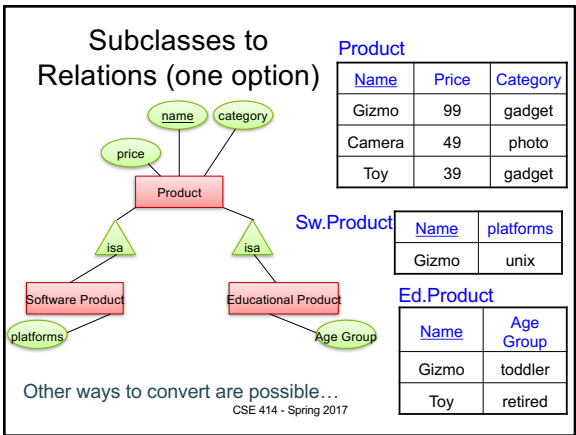 Subclasses to
Relations (one option)
name
category
price
Product
isa
isa
Software Product
Educational Product
platforms
Age Group
Product
Name Price Category
Gizmo 99 gadget
Camera 49 photo
Toy 39 gadget
Sw.Product
Name platforms
Gizmo unix
Ed.Product
Name Age
Group
Gizmo toddler
Toy retired
Other ways to convert are possible…
CSE 414 - Spring 2017